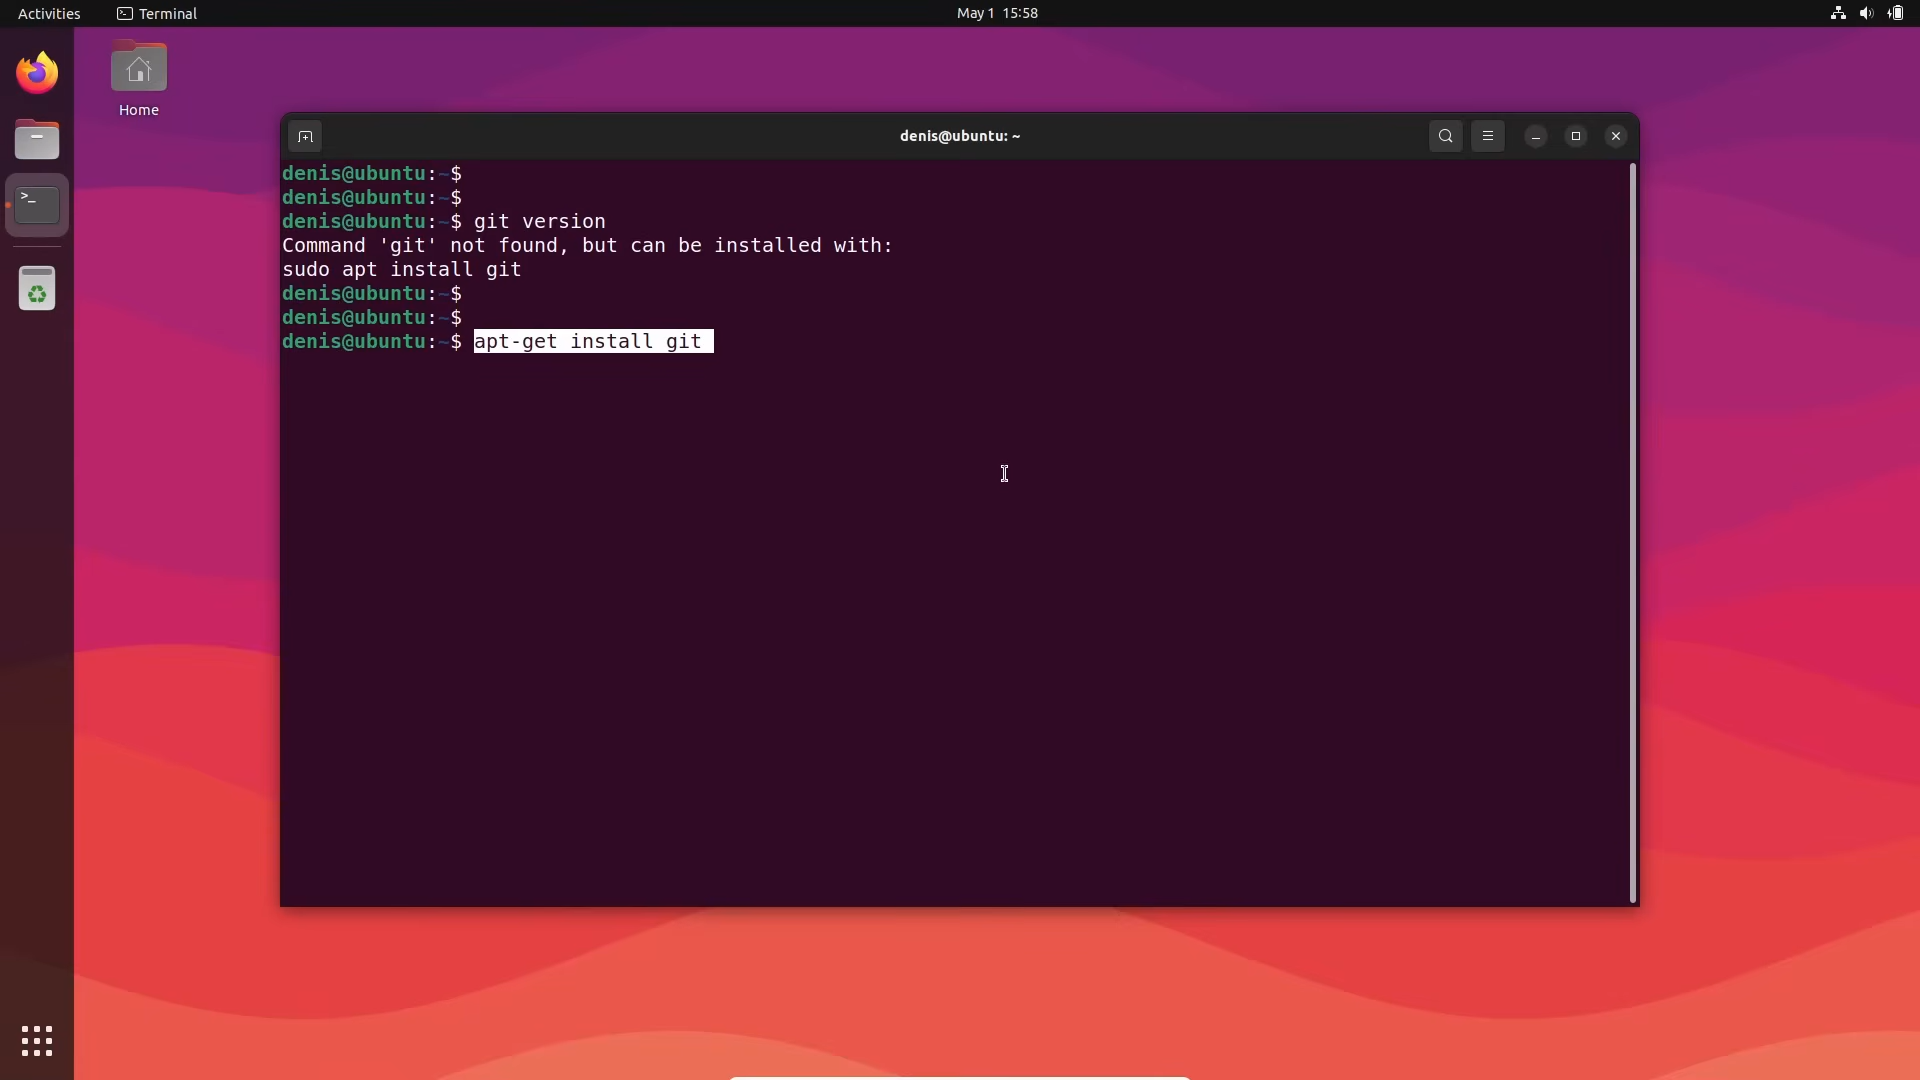 Activities
Terminal
May 1 15:58
Home
denis@ubuntu: ~
denis@ubuntu:~$
denis@ubuntu:~$
denis@ubuntu:~$ git version
Command 'git' not found, but can be installed with:
sudo apt install git
denis@ubuntu:~$
denis@ubuntu:~$
denis@ubuntu:~$ apt-get install git